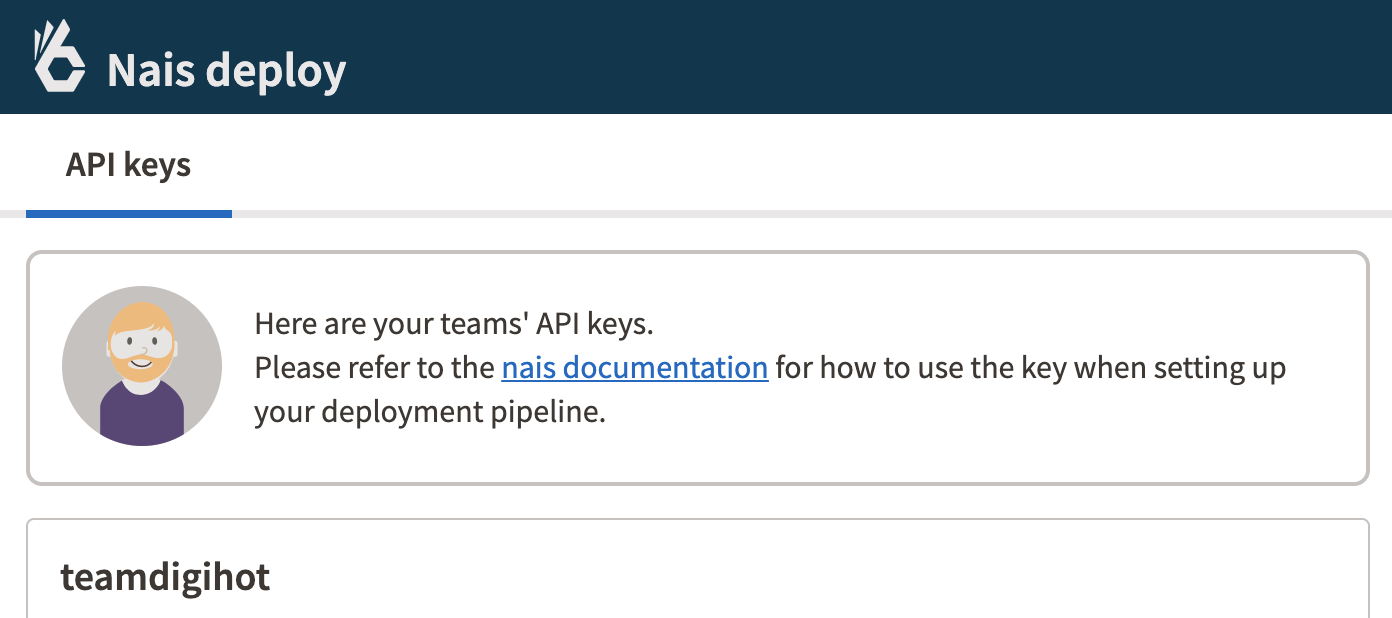 Nais deploy
API keys
Here are your teams' API keys.
Please refer to the nais documentation for how to use the key when setting up
your deployment pipeline.
teamdigihot